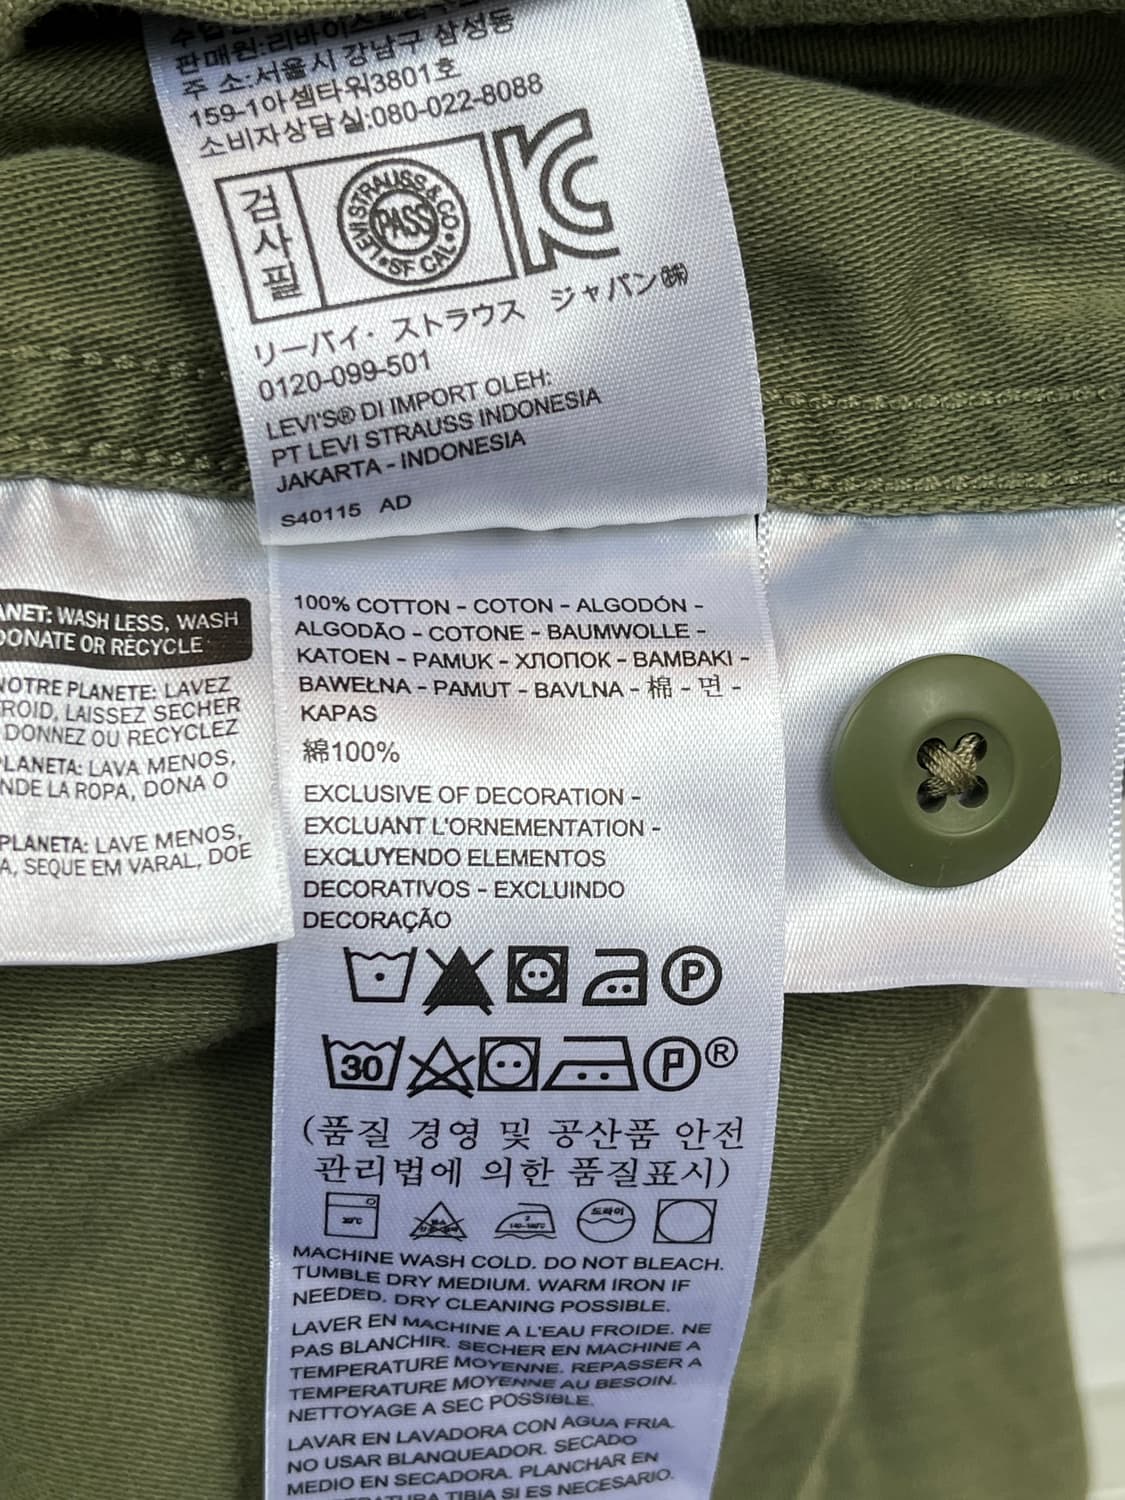 판매원:리바이스트라우스
주 소:서울시 강남구 삼성동
159-1아셈타워3801호
소비자상담실:080-022-8088
검사필
LEVI STRAUSS & CO
PASS
SF CAL
KC
リーバイ・ストラウス ジャパン㈱
0120-099-501
LEVI'S® DI IMPORT OLEH:
PT LEVI STRAUSS INDONESIA
JAKARTA - INDONESIA
S40115 AD
ANET: WASH LESS, WASH
DONATE OR RECYCLE
NOTRE PLANETE: LAVEZ
ROID, LAISSEZ SECHER
DONNEZ OU RECYCLEZ
LANETA: LAVA MENOS,
NDE LA ROPA, DONA O
PLANETA: LAVE MENOS,
A, SEQUE EM VARAL, DOE
100% COTTON - COTON - ALGODÓN -
ALGODÃO - COTONE - BAUMWOLLE -
KATOEN - PAMUK - ХЛОПОК - BAMBAKI -
BAWEŁNA - PAMUT - BAVLNA - 棉 - 면 -
KAPAS
綿100%
EXCLUSIVE OF DECORATION -
EXCLUANT L'ORNEMENTATION -
EXCLUYENDO ELEMENTOS
DECORATIVOS - EXCLUINDO
DECORAÇÃO
P
30 P ®
(품질 경영 및 공산품 안전
관리법에 의한 품질표시)
30℃ 드라이
MACHINE WASH COLD. DO NOT BLEACH.
TUMBLE DRY MEDIUM. WARM IRON IF
NEEDED. DRY CLEANING POSSIBLE.
LAVER EN MACHINE A L'EAU FROIDE. NE
PAS BLANCHIR. SECHER EN MACHINE A
TEMPERATURE MOYENNE. REPASSER A
TEMPERATURE MOYENNE AU BESOIN.
NETTOYAGE A SEC POSSIBLE.
LAVAR EN LAVADORA CON AGUA FRIA.
NO USAR BLANQUEADOR. SECADO
MEDIO EN SECADORA. PLANCHAR EN
TIBIA SI ES NECESARIO.